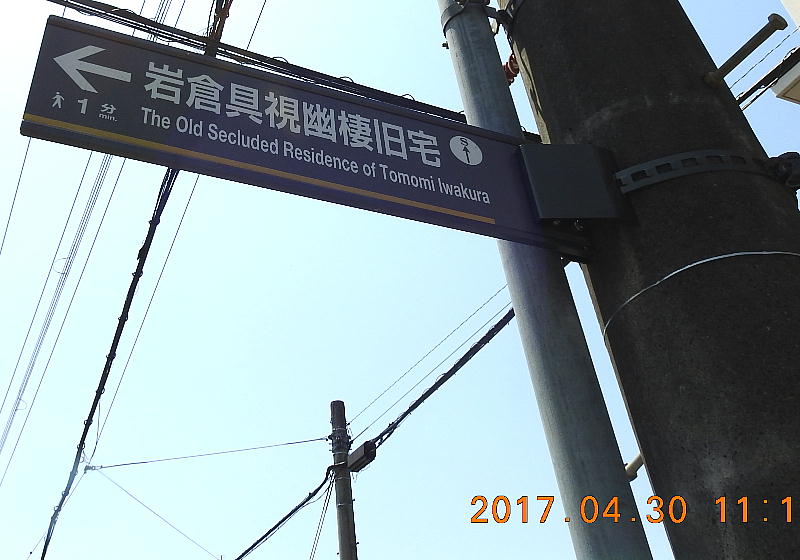 岩倉具視幽棲旧宅
1分
min.
The Old Secluded Residence of Tomomi Iwakura
2017.04.30 11:1